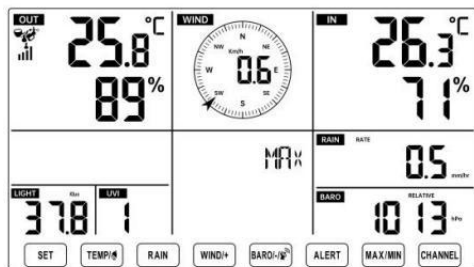 OUT
25.8 °C
89%
WIND
N
NW NE
Km/h
W 0.6 E
SW SE
S
IN
26.3 °C
71%
MAX
RAIN RATE
0.5 mm/hr
LIGHT Klux
37.8
UVI
1
BARO RELATIVE
1013 hPa
SET TEMP/ RAIN WIND/+ BARO/-/ ALERT MAX/MIN CHANNEL